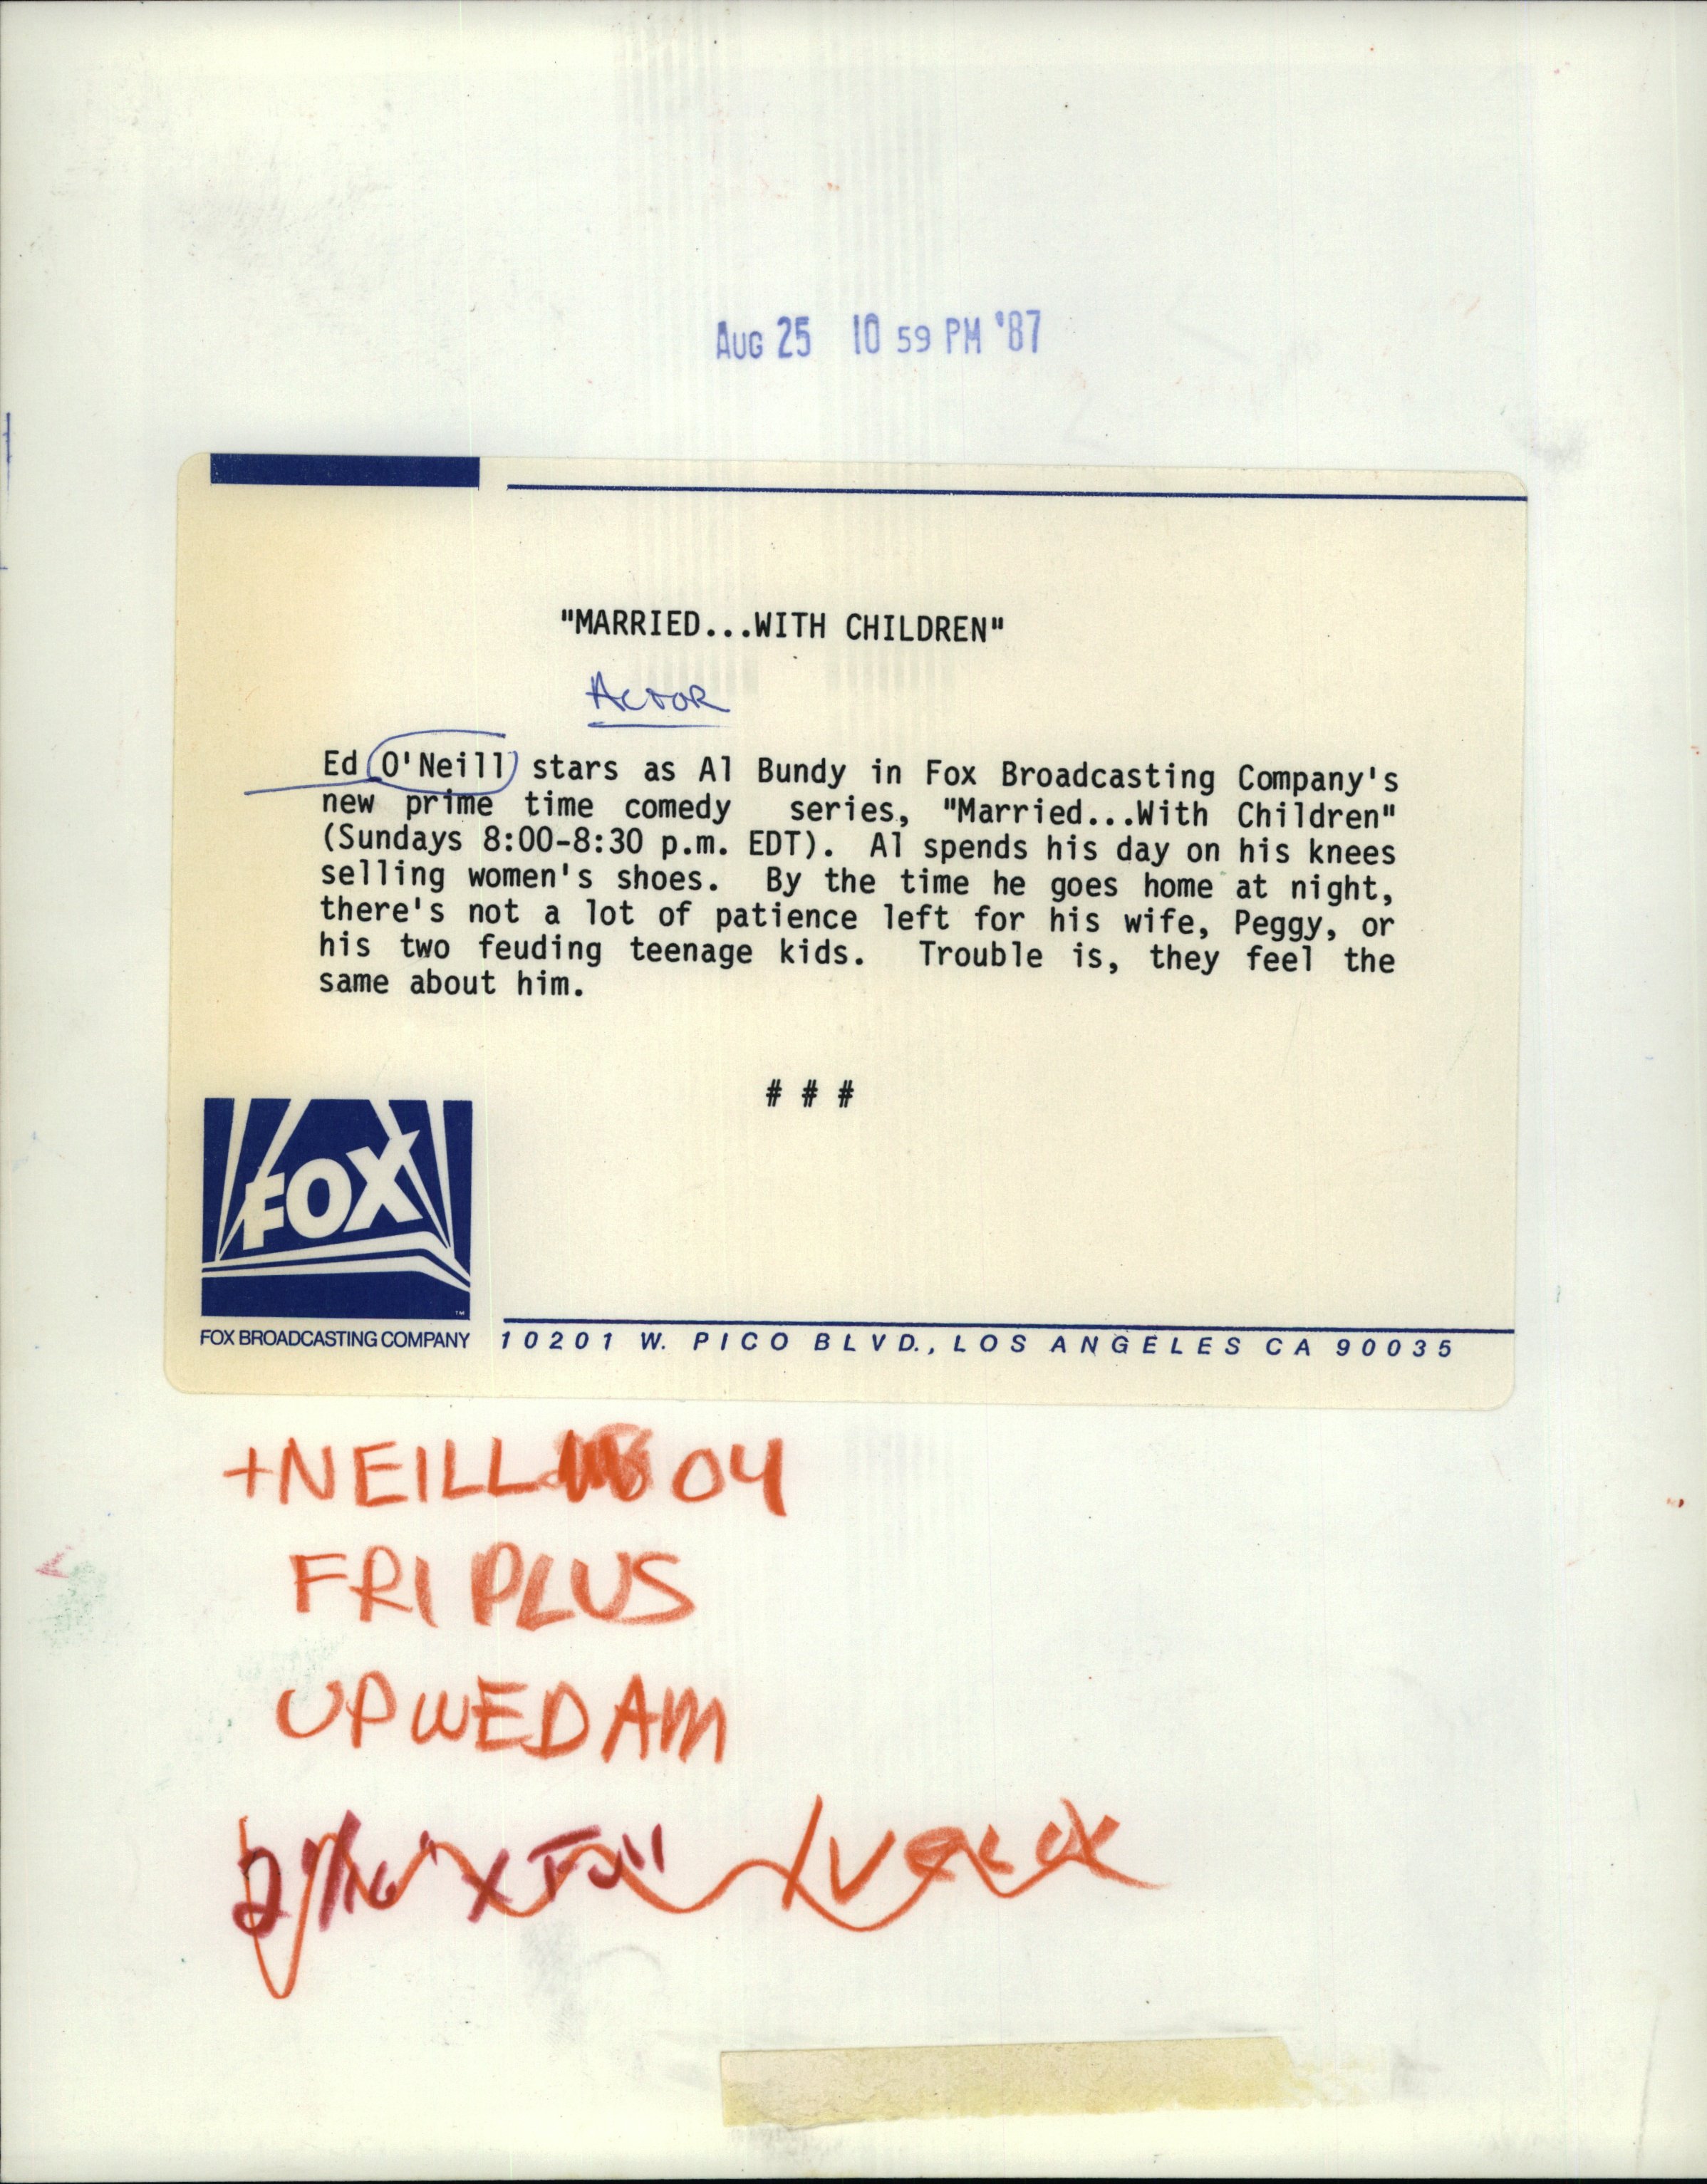 Aug 25 10 59 PM '87
"MARRIED...WITH CHILDREN"
Actor
Ed O'Neill stars as Al Bundy in Fox Broadcasting Company's
new prime time comedy series, "Married...With Children"
(Sundays 8:00-8:30 p.m. EDT). Al spends his day on his knees
selling women's shoes. By the time he goes home at night,
there's not a lot of patience left for his wife, Peggy, or
his two feuding teenage kids. Trouble is, they feel the
same about him.
# # #
FOX
TM
FOX BROADCASTING COMPANY
10201 W. PICO BLVD., LOS ANGELES CA 90035
+NEILL 04
FRI PLUS
UP WED AM